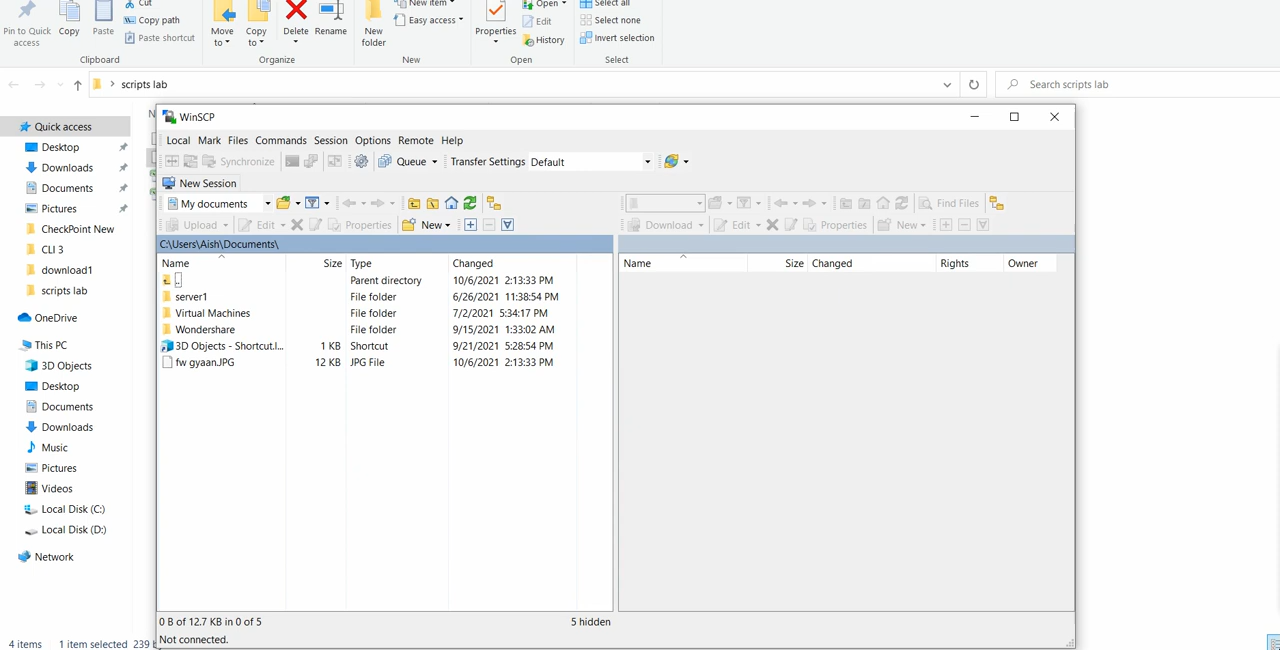 Pin to Quick access
Copy
Paste
Cut
Copy path
Paste shortcut
Clipboard
Move to
Copy to
Delete
Rename
Organize
New folder
New item
Easy access
New
Properties
Open
Edit
History
Open
Select all
Select none
Invert selection
Select
scripts lab
Search scripts lab
Quick access
Desktop
Downloads
Documents
Pictures
CheckPoint New
CLI 3
download1
scripts lab
OneDrive
This PC
3D Objects
Desktop
Documents
Downloads
Music
Pictures
Videos
Local Disk (C:)
Local Disk (D:)
Network
4 items 1 item selected 239 b
WinSCP
Local Mark Files Commands Session Options Remote Help
Synchronize Queue Transfer Settings Default
New Session
My documents
Find Files
Upload Edit Properties New
Download Edit Properties New
C:\Users\Aish\Documents\
Name Size Type Changed
Name Size Changed Rights Owner
.. Parent directory 10/6/2021 2:13:33 PM
server1 File folder 6/26/2021 11:38:54 PM
Virtual Machines File folder 7/2/2021 5:34:17 PM
Wondershare File folder 9/15/2021 1:33:02 AM
3D Objects - Shortcut.l... 1 KB Shortcut 9/21/2021 5:28:54 PM
fw gyaan.JPG 12 KB JPG File 10/6/2021 2:13:33 PM
0 B of 12.7 KB in 0 of 5 5 hidden
Not connected.